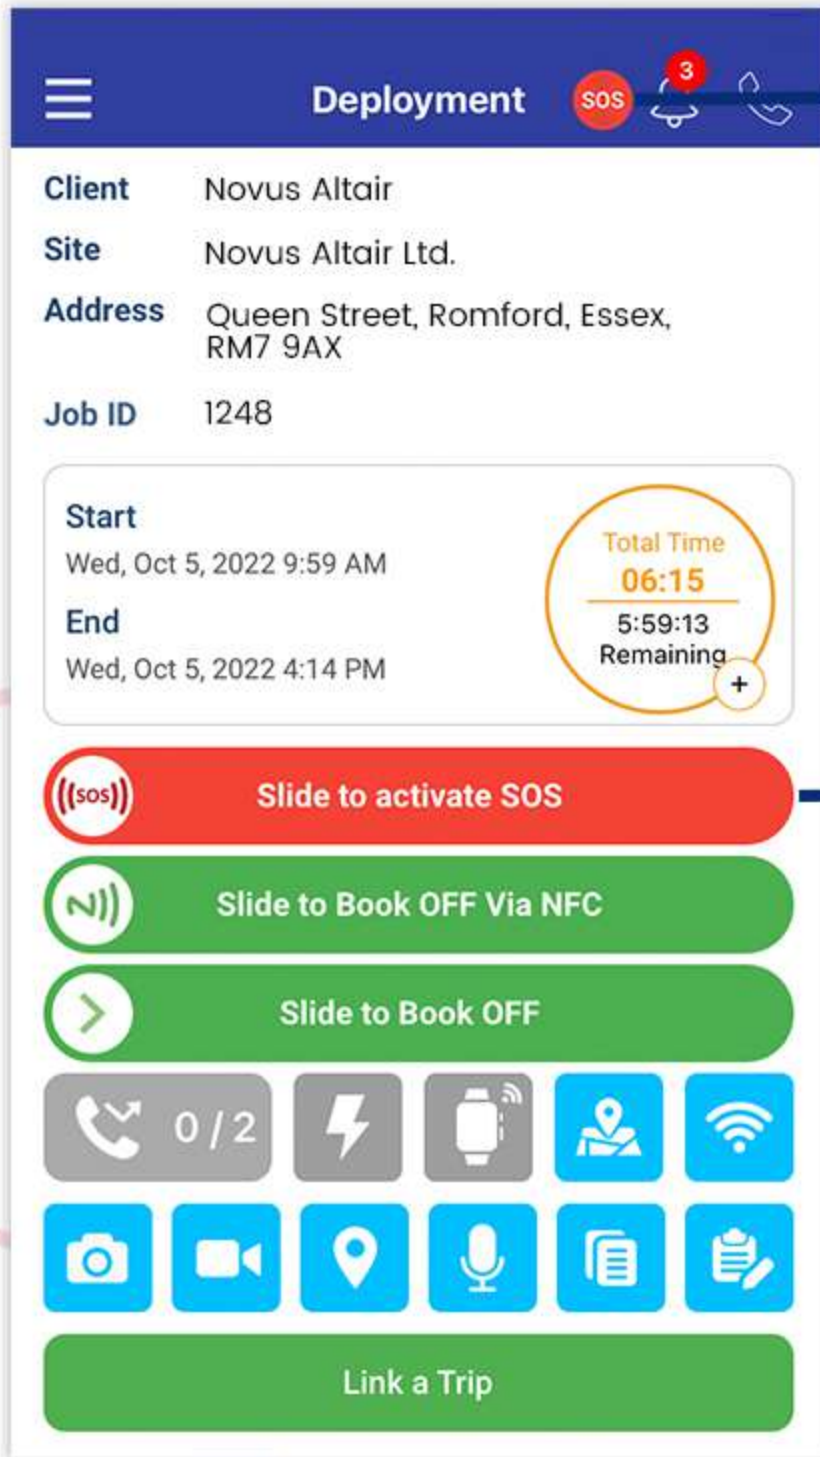 Deployment
SOS
3
Client Novus Altair
Site Novus Altair Ltd.
Address Queen Street, Romford, Essex,
RM7 9AX
Job ID 1248
Start
Wed, Oct 5, 2022 9:59 AM
End
Wed, Oct 5, 2022 4:14 PM
Total Time
06:15
5:59:13
Remaining
+
((SOS)) Slide to activate SOS
Slide to Book OFF Via NFC
Slide to Book OFF
0/2
Link a Trip